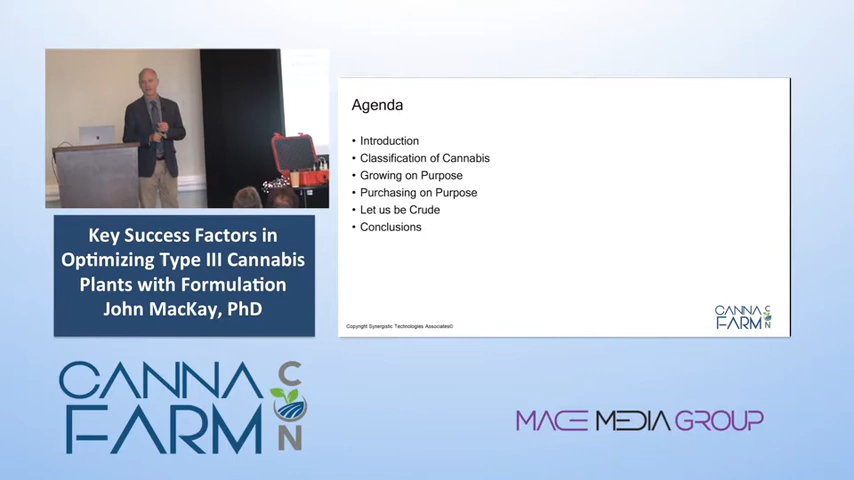 Key Success Factors in
Optimizing Type III Cannabis
Plants with Formulation
John MacKay, PhD
CANNA
FARM
CON
Agenda
• Introduction
• Classification of Cannabis
• Growing on Purpose
• Purchasing on Purpose
• Let us be Crude
• Conclusions
Copyright Synergistic Technologies Associates©
CANNA
FARM
CON
MACE MEDIA GROUP